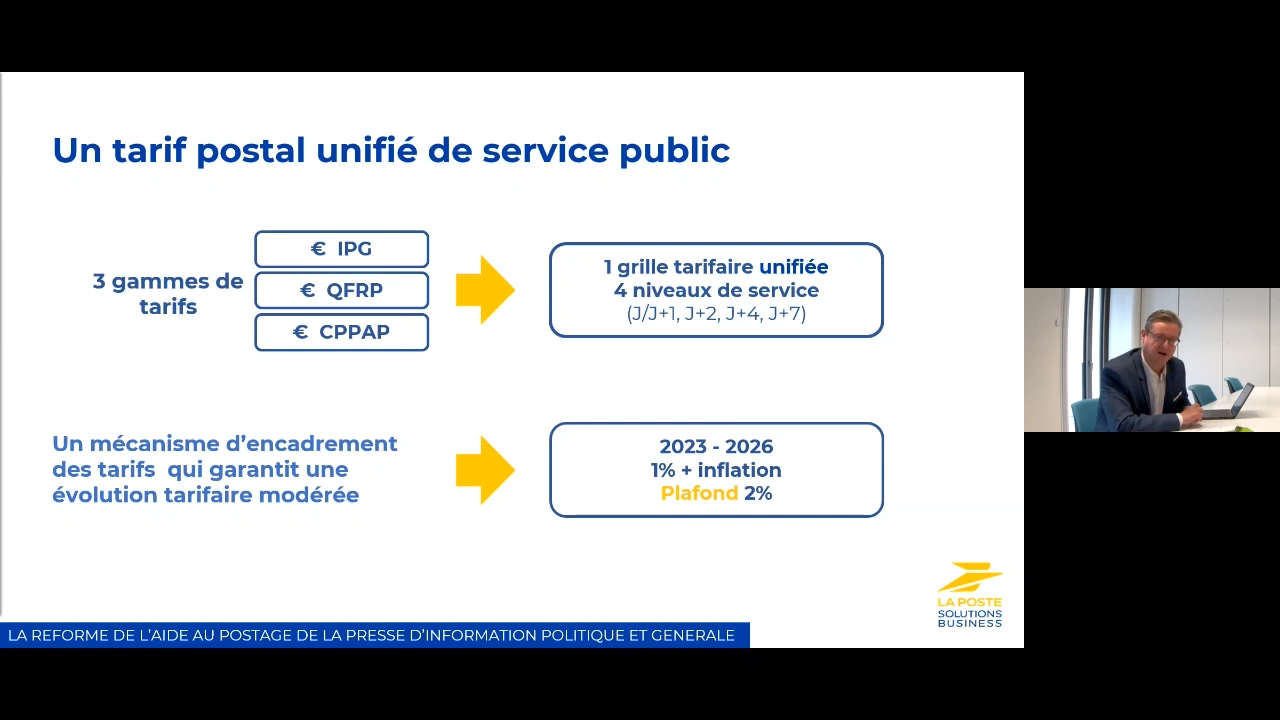 Un tarif postal unifié de service public
3 gammes de
tarifs
€ IPG
€ QFRP
€ CPPAP
1 grille tarifaire unifiée
4 niveaux de service
(J/J+1, J+2, J+4, J+7)
Un mécanisme d’encadrement
des tarifs qui garantit une
évolution tarifaire modérée
2023 - 2026
1% + inflation
Plafond 2%
LA POSTE
SOLUTIONS
BUSINESS
LA REFORME DE L’AIDE AU POSTAGE DE LA PRESSE D’INFORMATION POLITIQUE ET GENERALE